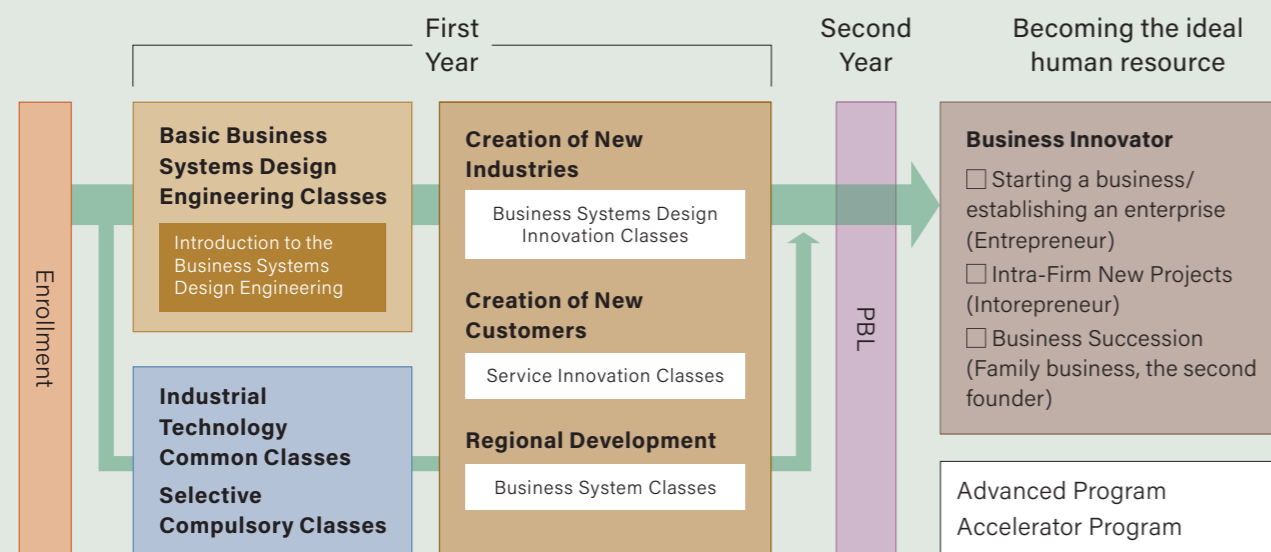 First
Year
Second
Year
Becoming the ideal
human resource
Enrollment
Basic Business
Systems Design
Engineering Classes
Introduction to the
Business Systems
Design Engineering
Industrial
Technology
Common Classes
Selective
Compulsory Classes
Creation of New
Industries
Business Systems Design
Innovation Classes
Creation of New
Customers
Service Innovation Classes
Regional Development
Business System Classes
PBL
Business Innovator
□ Starting a business/
establishing an enterprise
(Entrepreneur)
□ Intra-Firm New Projects
(Intorepreneur)
□ Business Succession
(Family business, the second
founder)
Advanced Program
Accelerator Program